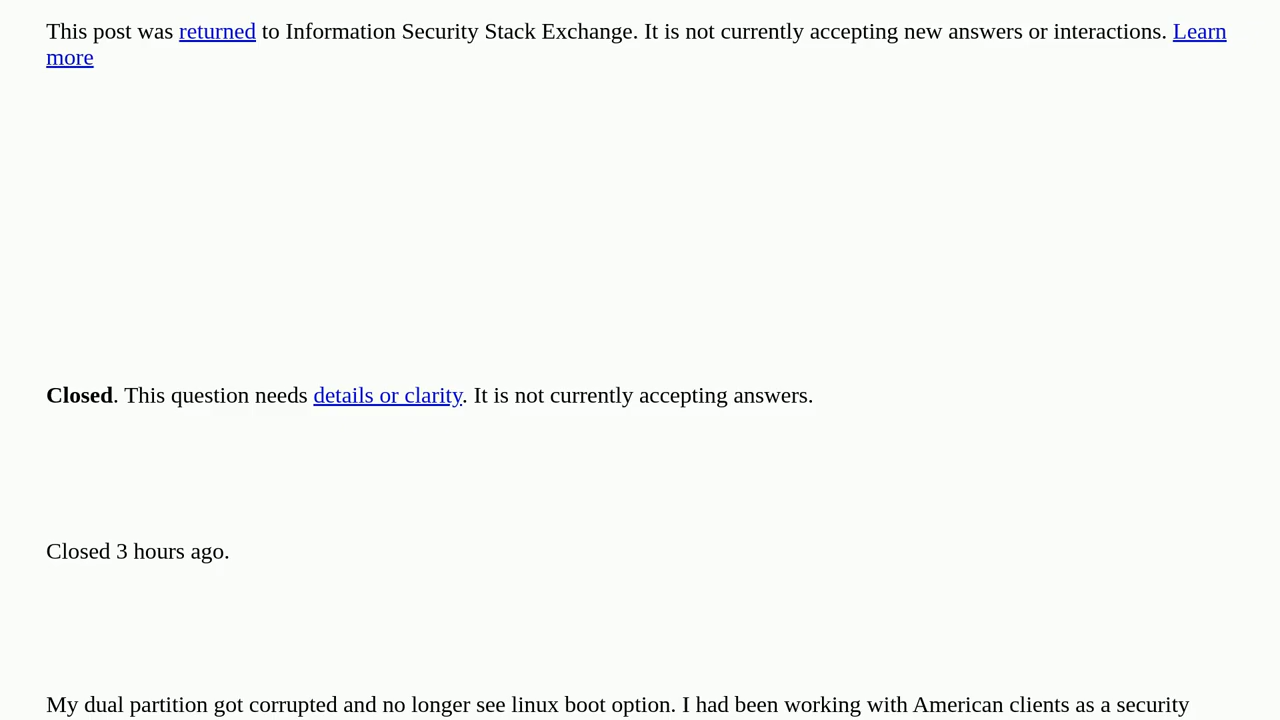 This post was returned to Information Security Stack Exchange. It is not currently accepting new answers or interactions. Learn
more
Closed. This question needs details or clarity. It is not currently accepting answers.
Closed 3 hours ago.
My dual partition got corrupted and no longer see linux boot option. I had been working with American clients as a security